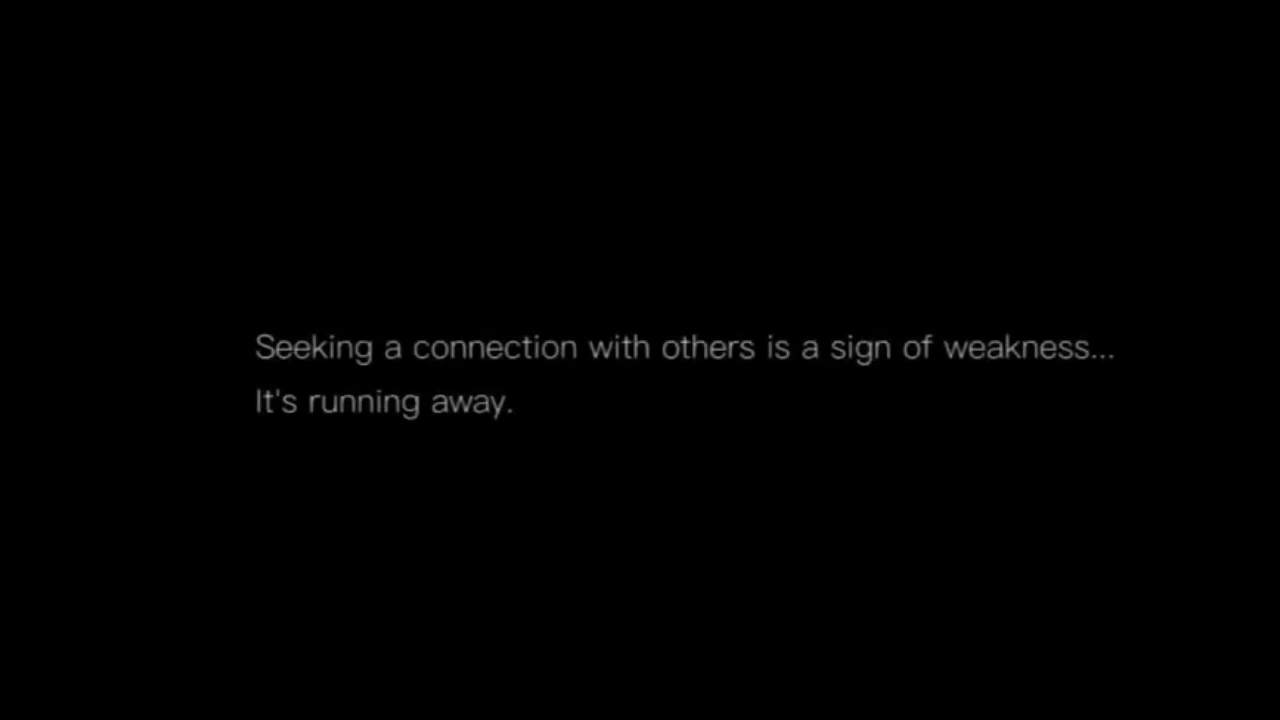 Seeking a connection with others is a sign of weakness...
It's running away.